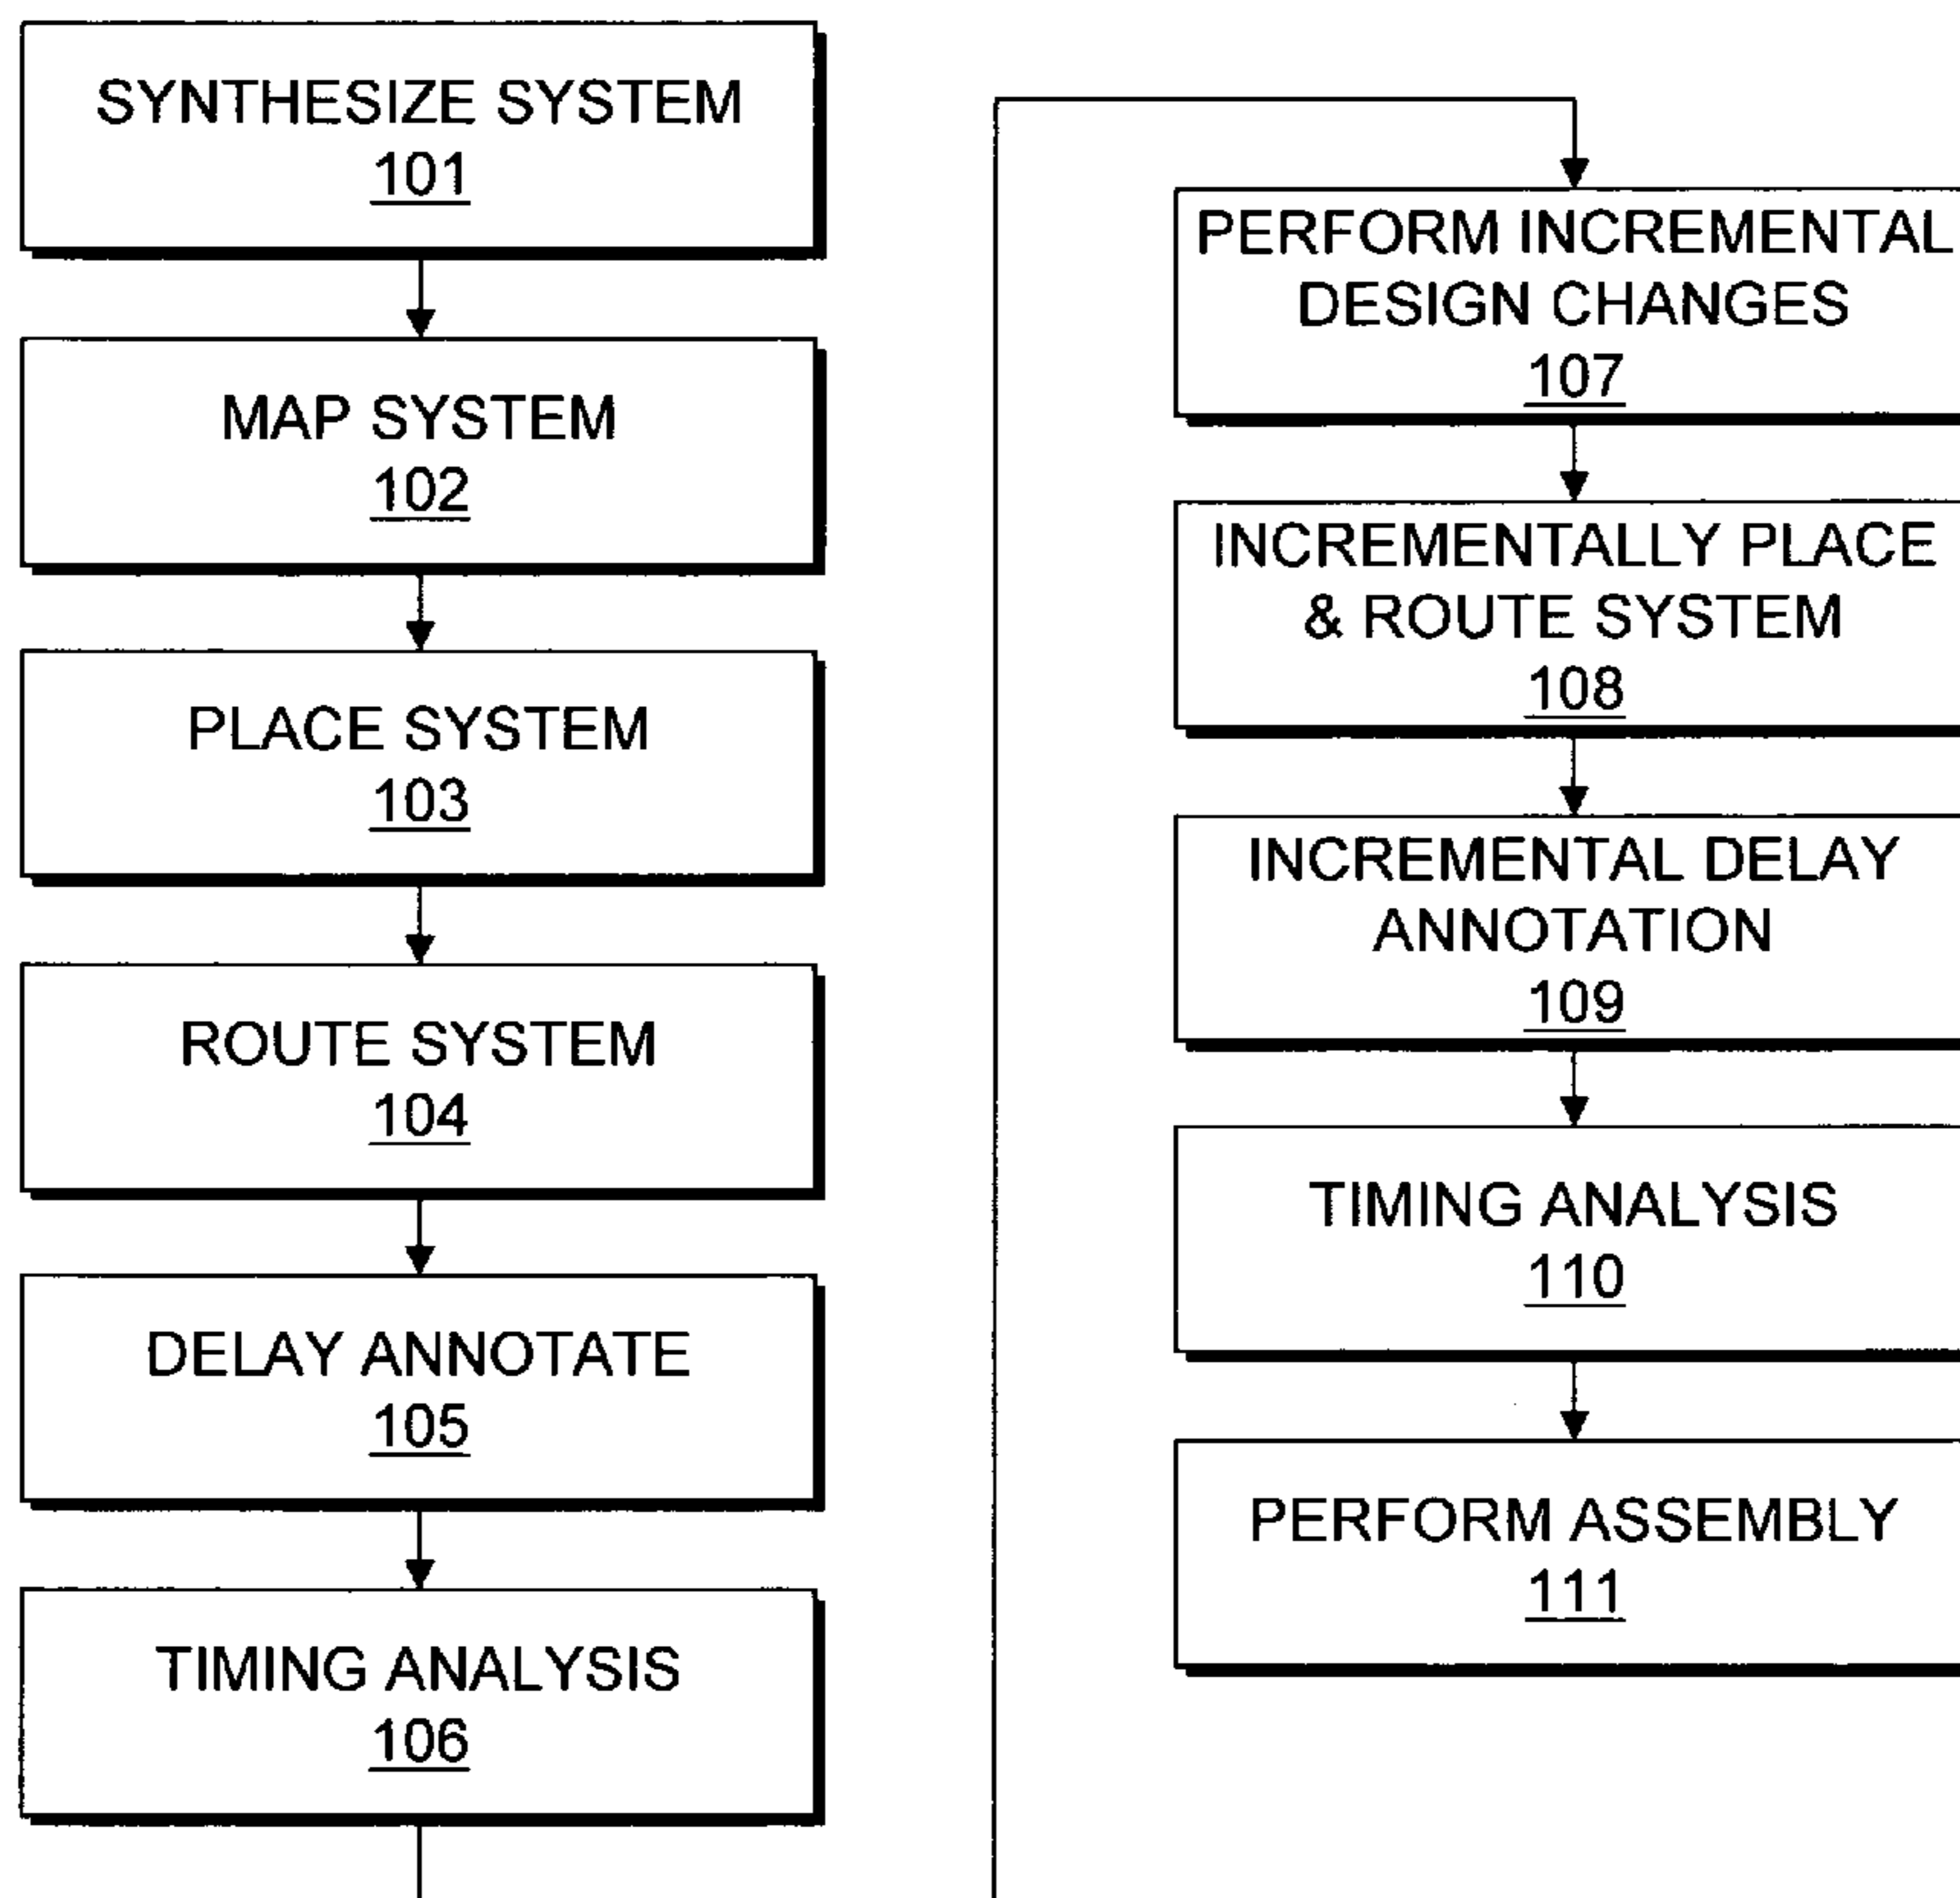 SYNTHESIZE SYSTEM
101
MAP SYSTEM
102
PLACE SYSTEM
103
ROUTE SYSTEM
104
DELAY ANNOTATE
105
TIMING ANALYSIS
106
PERFORM INCREMENTAL
DESIGN CHANGES
107
INCREMENTALLY PLACE
& ROUTE SYSTEM
108
INCREMENTAL DELAY
ANNOTATION
109
TIMING ANALYSIS
110
PERFORM ASSEMBLY
111